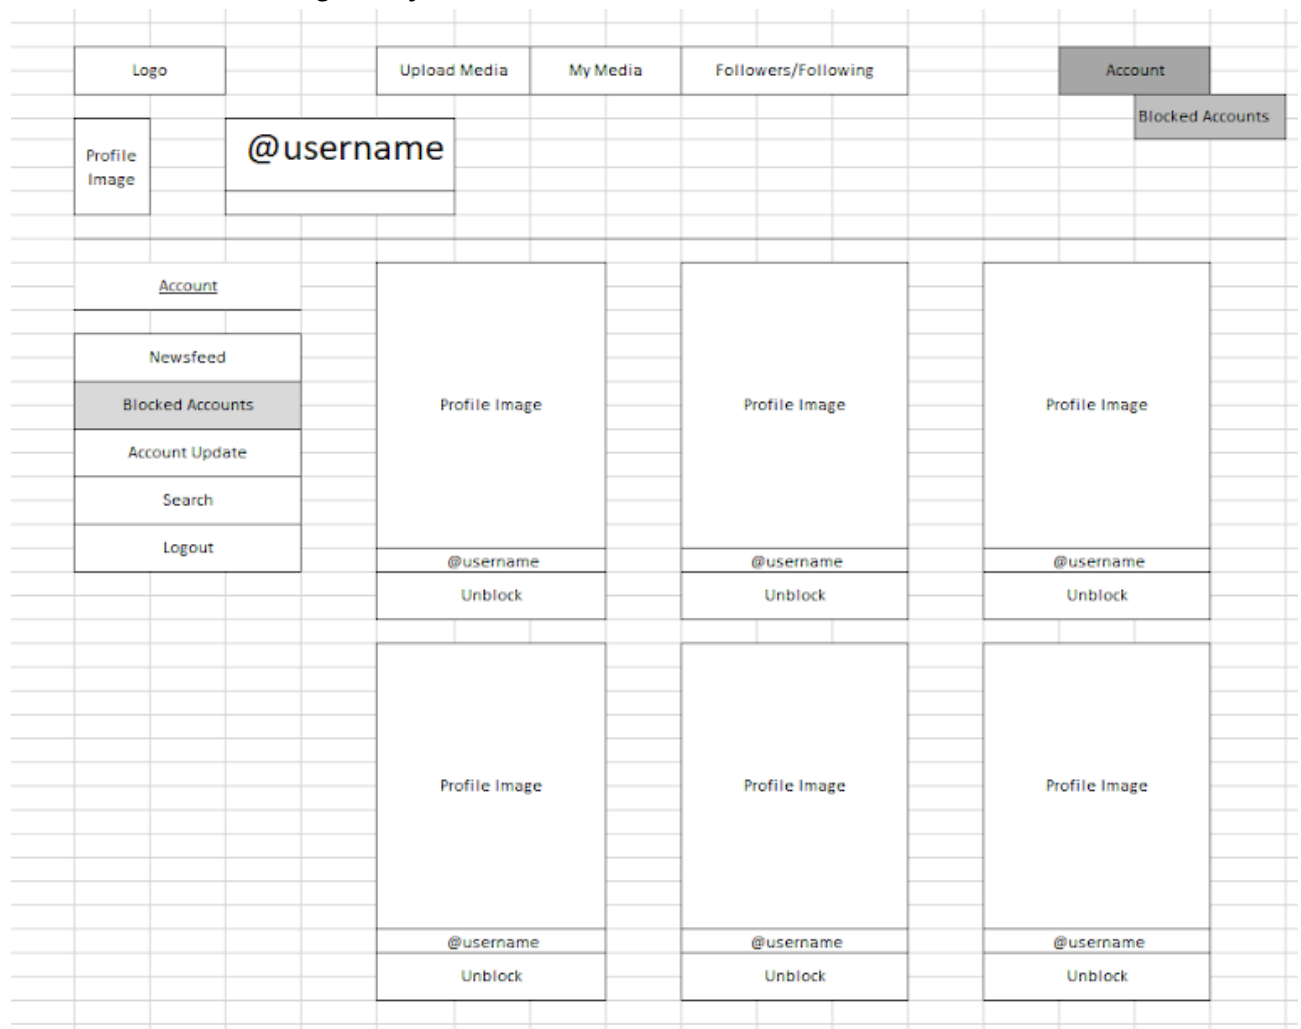 Logo
Upload Media
My Media
Followers/Following
Account
Blocked Accounts
Profile
Image
@username
Account
Newsfeed
Blocked Accounts
Account Update
Search
Logout
Profile Image
Profile Image
Profile Image
@username
@username
@username
Unblock
Unblock
Unblock
Profile Image
Profile Image
Profile Image
@username
@username
@username
Unblock
Unblock
Unblock